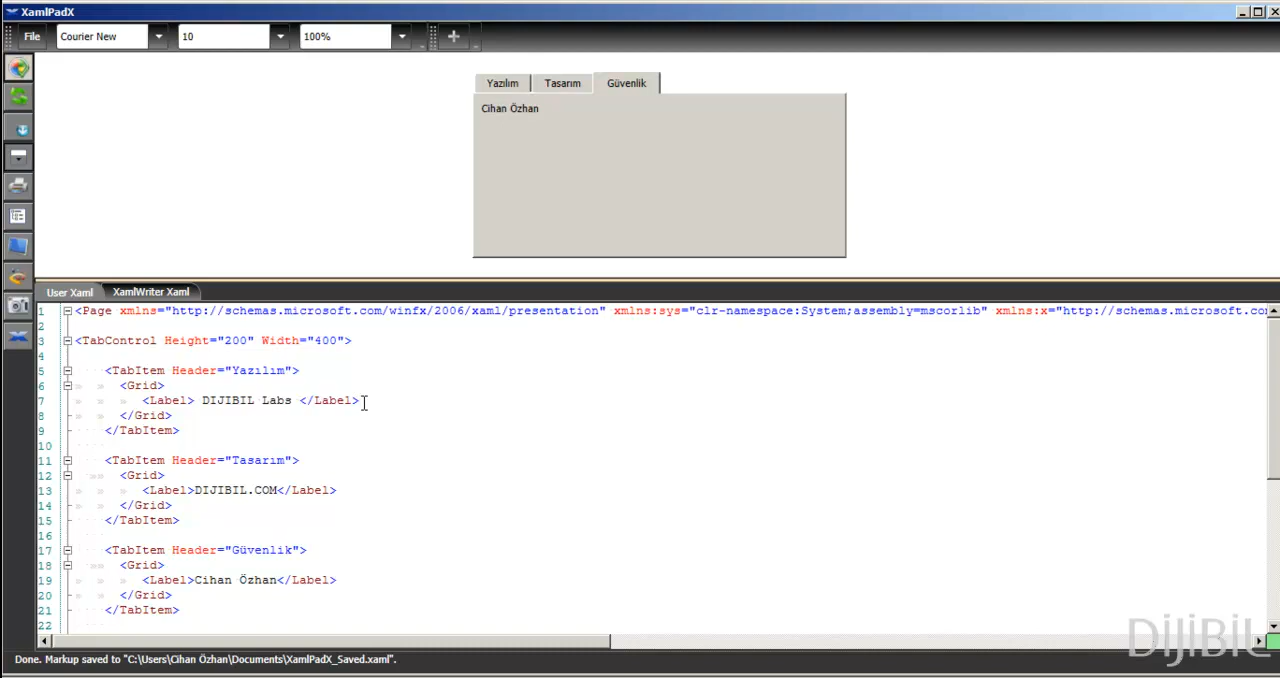 XamlPadX
File Courier New 10 100%
Yazılım Tasarım Güvenlik
Cihan Özhan
User Xaml XamlWriter Xaml
1 <Page xmlns="http://schemas.microsoft.com/winfx/2006/xaml/presentation" xmlns:sys="clr-namespace:System;assembly=mscorlib" xmlns:x="http://schemas.microsoft.co
2
3 <TabControl Height="200" Width="400">
4
5 <TabItem Header="Yazılım">
6 <Grid>
7 <Label> DIJIBIL Labs </Label>
8 </Grid>
9 </TabItem>
10
11 <TabItem Header="Tasarım">
12 <Grid>
13 <Label>DIJIBIL.COM</Label>
14 </Grid>
15 </TabItem>
16
17 <TabItem Header="Güvenlik">
18 <Grid>
19 <Label>Cihan Özhan</Label>
20 </Grid>
21 </TabItem>
22
DijiBiL
Done. Markup saved to "C:\Users\Cihan Özhan\Documents\XamlPadX_Saved.xaml".